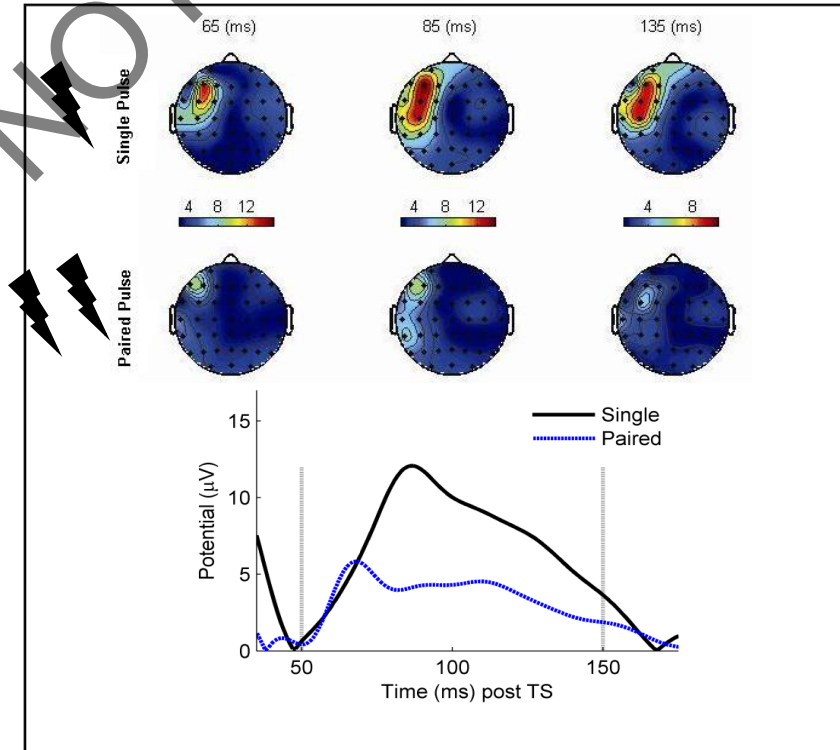 NO
65 (ms) 85 (ms) 135 (ms)
Single Pulse
4 8 12 4 8 12 4 8
Paired Pulse
15
10
5
0
Potential (μV)
Single
Paired
50 100 150
Time (ms) post TS